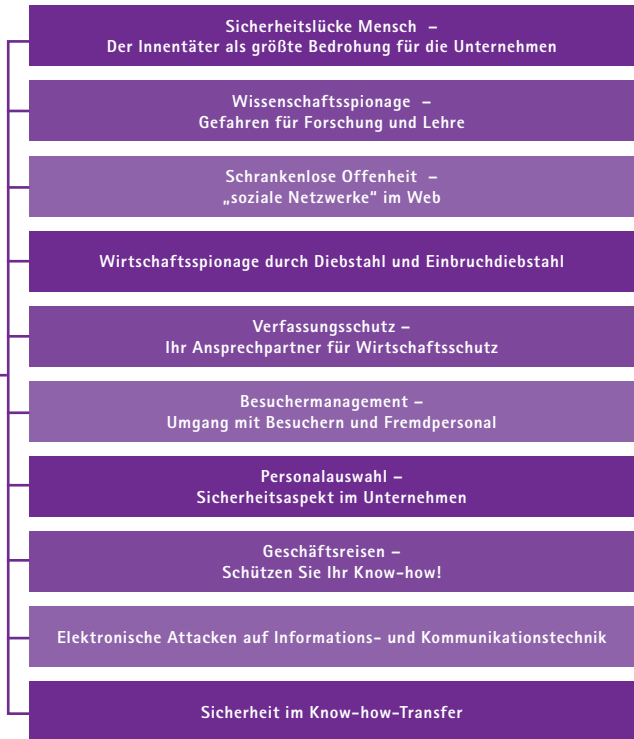 Sicherheitslücke Mensch –
Der Innentäter als größte Bedrohung für die Unternehmen
Wissenschaftsspionage –
Gefahren für Forschung und Lehre
Schrankenlose Offenheit –
„soziale Netzwerke“ im Web
Wirtschaftsspionage durch Diebstahl und Einbruchdiebstahl
Verfassungsschutz –
Ihr Ansprechpartner für Wirtschaftsschutz
Besuchermanagement –
Umgang mit Besuchern und Fremdpersonal
Personalauswahl –
Sicherheitsaspekt im Unternehmen
Geschäftsreisen –
Schützen Sie Ihr Know-how!
Elektronische Attacken auf Informations- und Kommunikationstechnik
Sicherheit im Know-how-Transfer